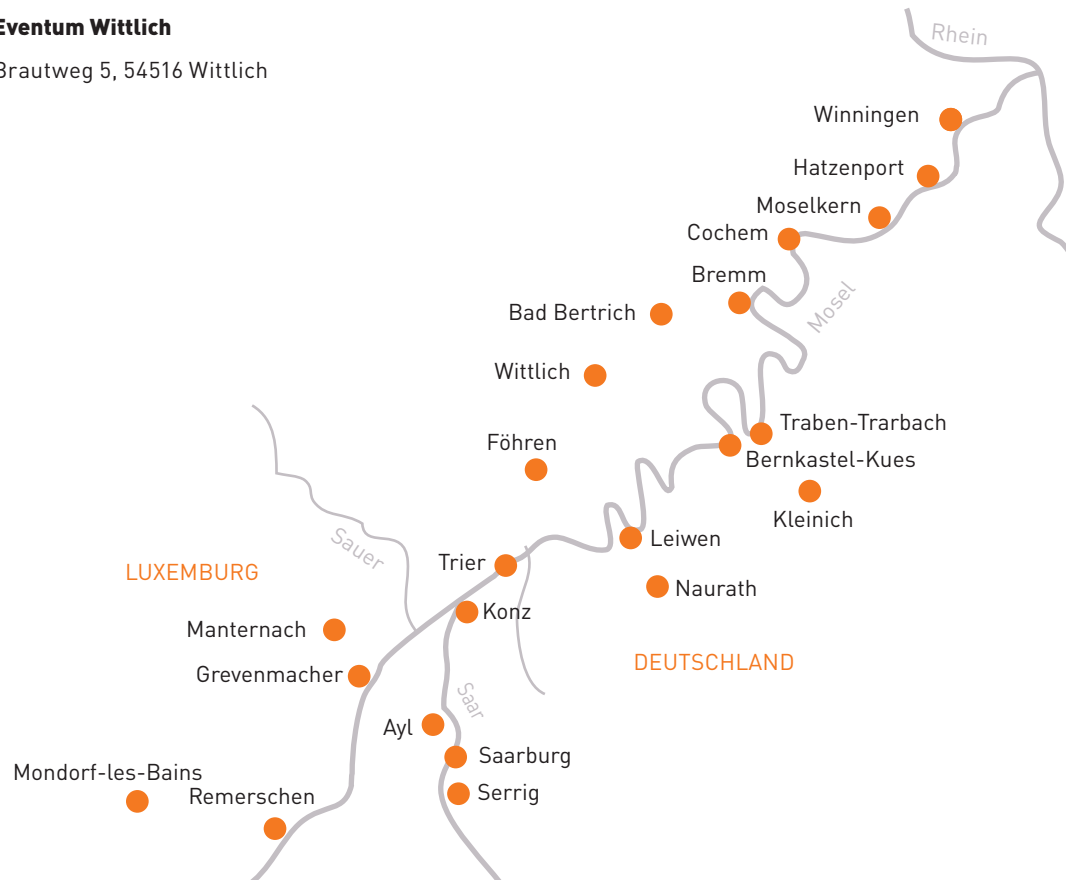 Eventum Wittlich
Brautweg 5, 54516 Wittlich
Rhein
Winningen
Hatzenport
Moselkern
Cochem
Bremm
Mosel
Bad Bertrich
Wittlich
Traben-Trarbach
Föhren
Bernkastel-Kues
Kleinich
Sauer
Leiwen
Trier
LUXEMBURG
Naurath
Konz
Manternach
DEUTSCHLAND
Grevenmacher
Saar
Ayl
Saarburg
Mondorf-les-Bains
Serrig
Remerschen